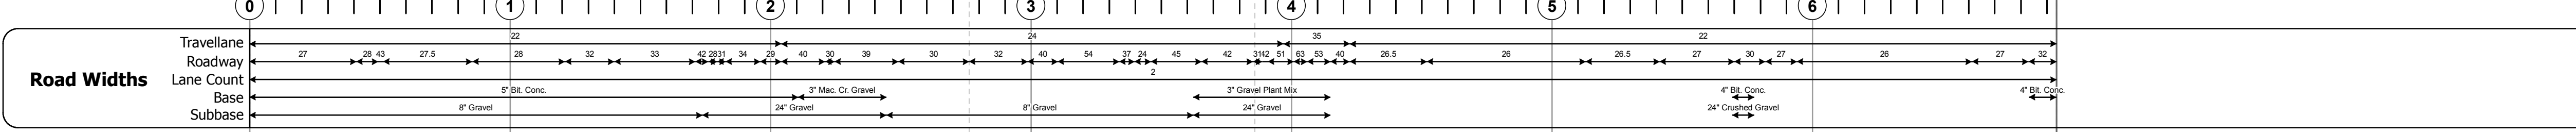 0 1 2 3 4 5 6
22 24 35 22
Travellane
27 28 43 27.5 28 32 33 42 28 31 34 29 40 30 39 30 32 40 54 37 24 45 42 31 42 51 63 53 40 26.5 26 26.5 27 30 27 26 27 32
Roadway
Road Widths
Lane Count 2
5" Bit. Conc. 3" Mac. Cr. Gravel 3" Gravel Plant Mix 4" Bit. Conc. 4" Bit. Conc.
Base
8" Gravel 24" Gravel 8" Gravel 24" Gravel 24" Crushed Gravel
Subbase